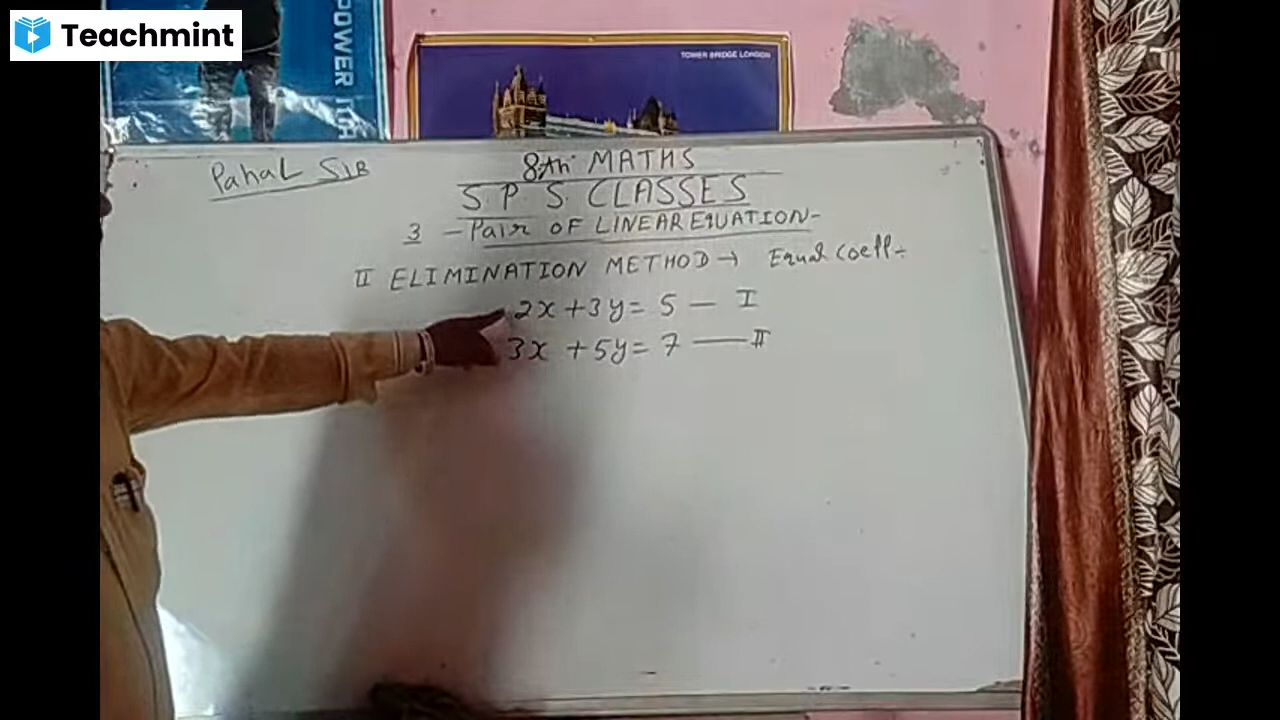 Teachmint
POWER
TOWER BRIDGE LONDON
Pahal SIR
8th MATHS
S.P.S. CLASSES
3 - Pair OF LINEAR EQUATION-
II ELIMINATION METHOD → Equal coeff-
2x + 3y = 5 — I
3x + 5y = 7 — II